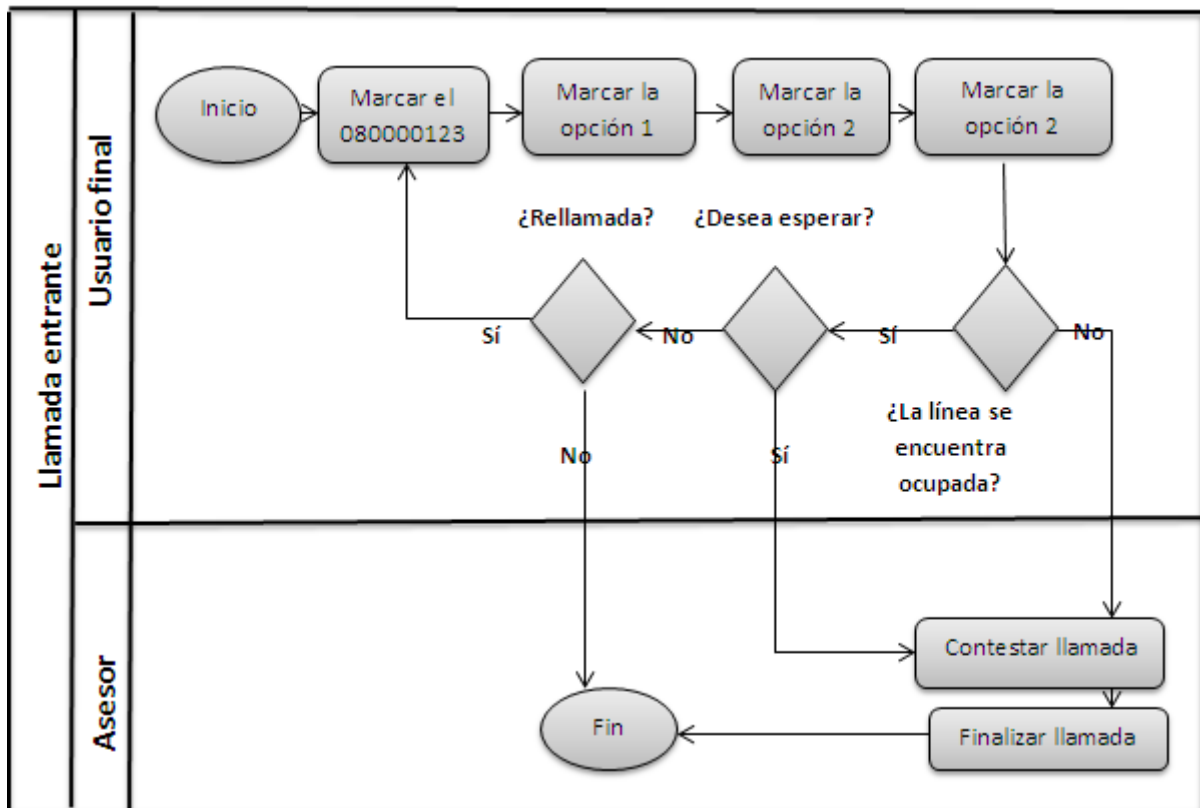 Llamada entrante
Usuario final
Inicio
Marcar el
080000123
Marcar la
opción 1
Marcar la
opción 2
Marcar la
opción 2
¿Rellamada?
¿Desea esperar?
Sí
No
Sí
No
¿La línea se
encuentra
ocupada?
No
Sí
Asesor
Contestar llamada
Fin
Finalizar llamada